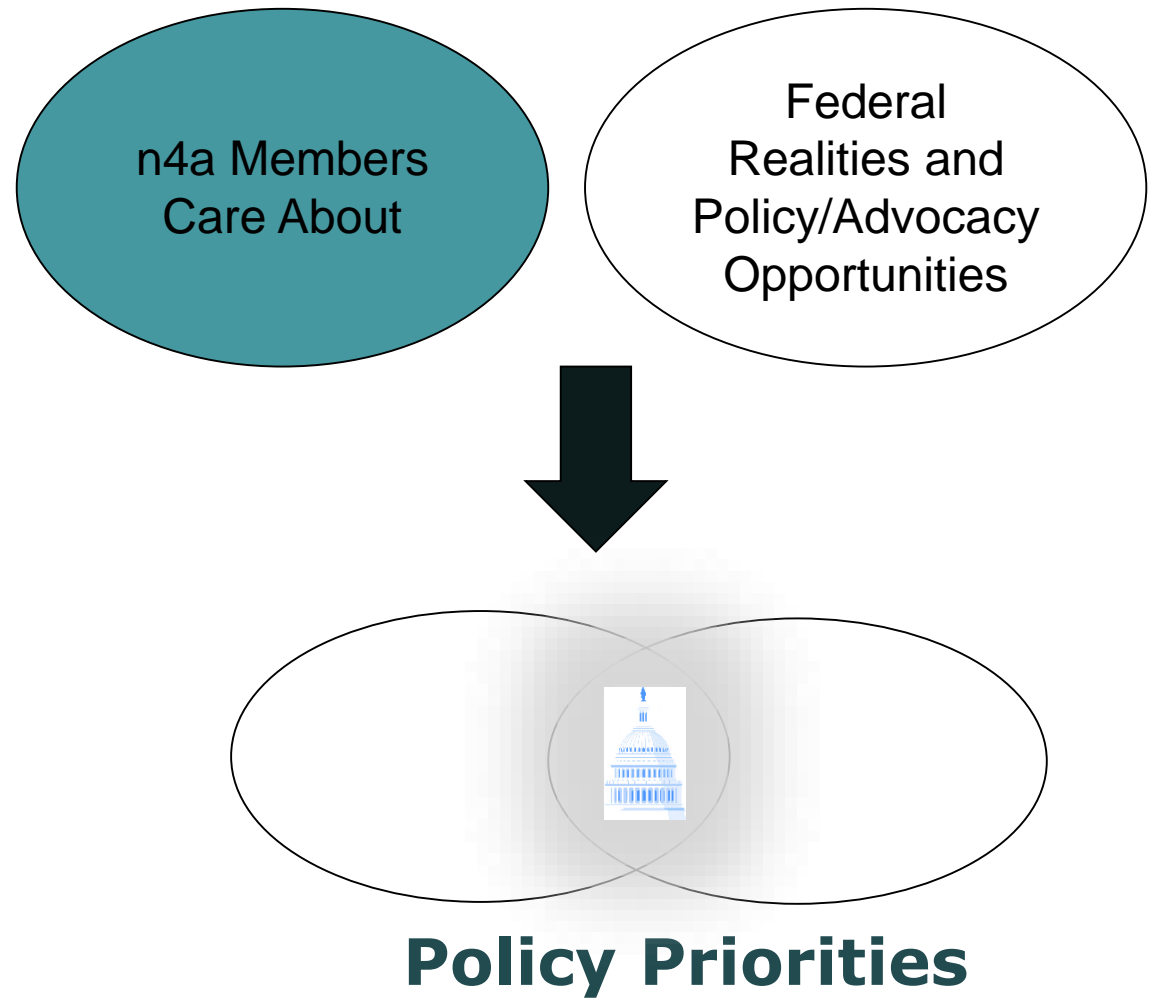 n4a Members
Care About
Federal
Realities and
Policy/Advocacy
Opportunities
Policy Priorities